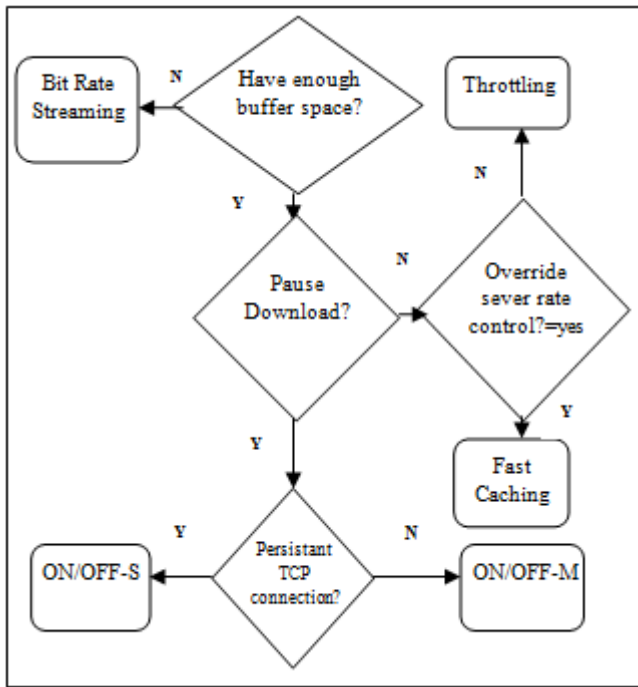 Bit Rate
Streaming
N
Have enough
buffer space?
Throttling
Y
N
Pause
Download?
N
Override
sever rate
control?=yes
Y
Y
Fast
Caching
ON/OFF-S
Y
Persistant
TCP
connection?
N
ON/OFF-M